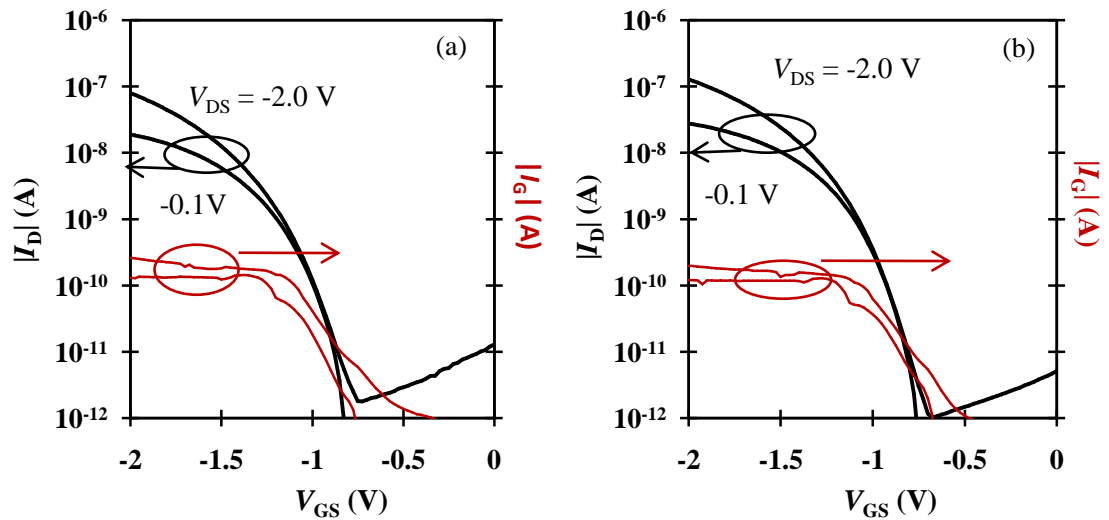 10⁻⁶
10⁻⁷
10⁻⁸
10⁻⁹
10⁻¹⁰
10⁻¹¹
10⁻¹²
|I_D| (A)
(a)
V_DS = -2.0 V
-0.1V
|I_G| (A)
-2
-1.5
-1
-0.5
0
V_GS (V)
10⁻⁶
10⁻⁷
10⁻⁸
10⁻⁹
10⁻¹⁰
10⁻¹¹
10⁻¹²
|I_D| (A)
(b)
V_DS = -2.0 V
-0.1 V
|I_G| (A)
-2
-1.5
-1
-0.5
0
V_GS (V)